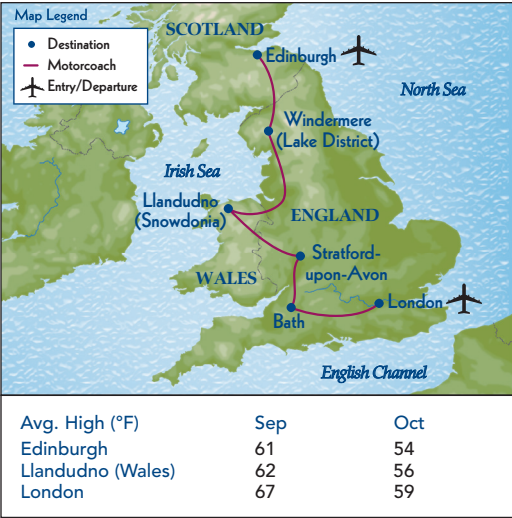 Map Legend
Destination
Motorcoach
Entry/Departure
SCOTLAND
Edinburgh
North Sea
Windermere
(Lake District)
Irish Sea
Llandudno
(Snowdonia)
ENGLAND
Stratford-
upon-Avon
WALES
London
Bath
English Channel
Avg. High (°F) Sep Oct
Edinburgh 61 54
Llandudno (Wales) 62 56
London 67 59